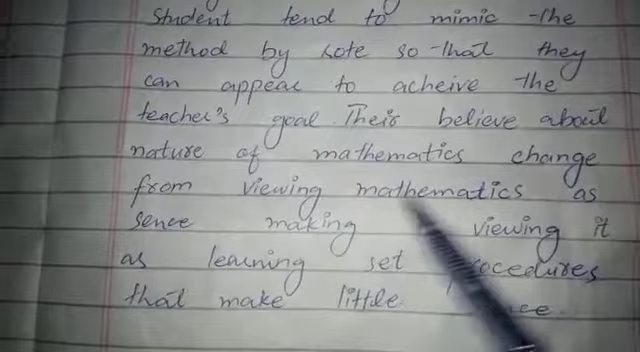 Student tend to mimic the
method by rote so that they
can appear to acheive the
teacher's goal. Their believe about
nature of mathematics change
from viewing mathematics as
sence making viewing it
as learning set
that make little